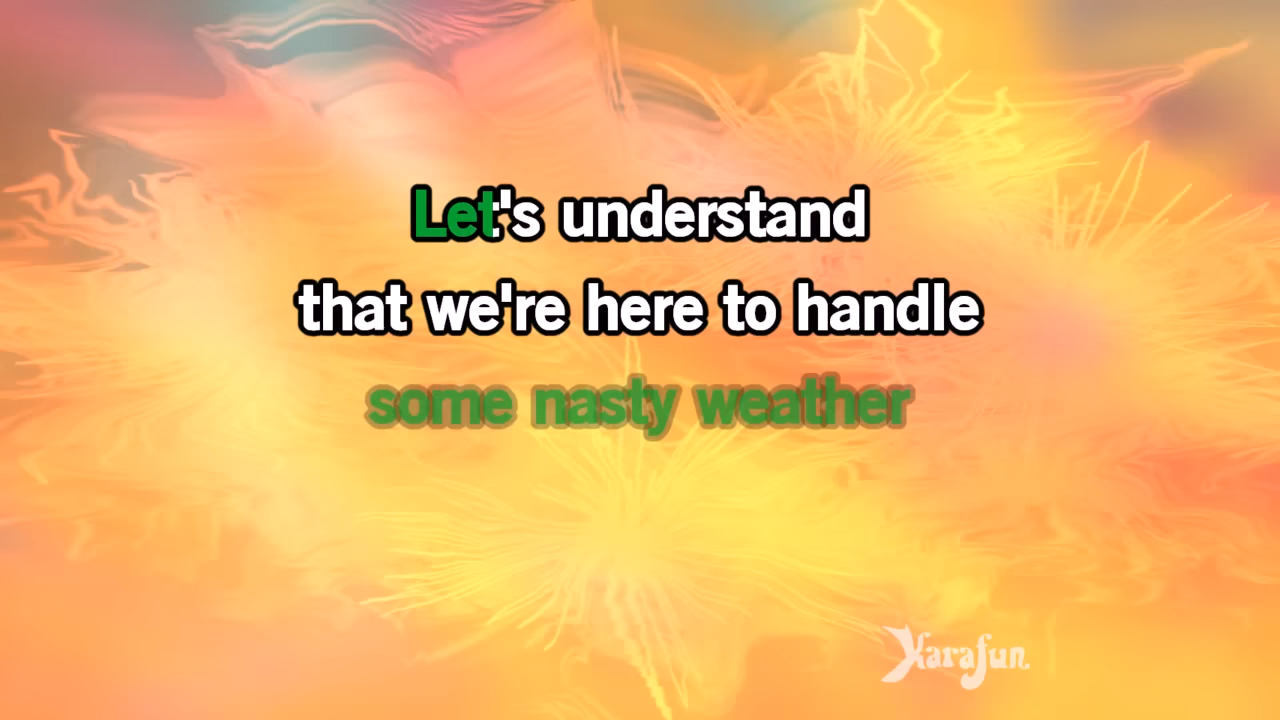 Let's understand
that we're here to handle
some nasty weather
Karafun